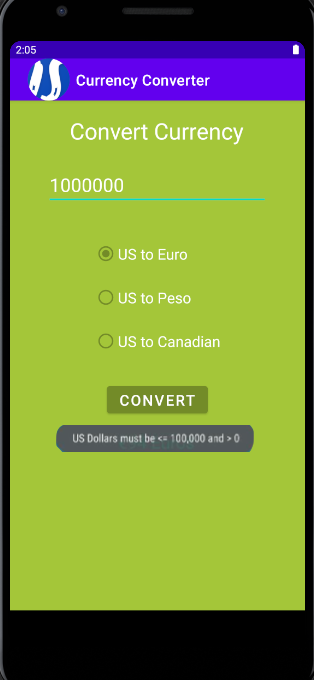 2:05
Currency Converter
Convert Currency
1000000
US to Euro
US to Peso
US to Canadian
CONVERT
US Dollars must be <= 100,000 and > 0